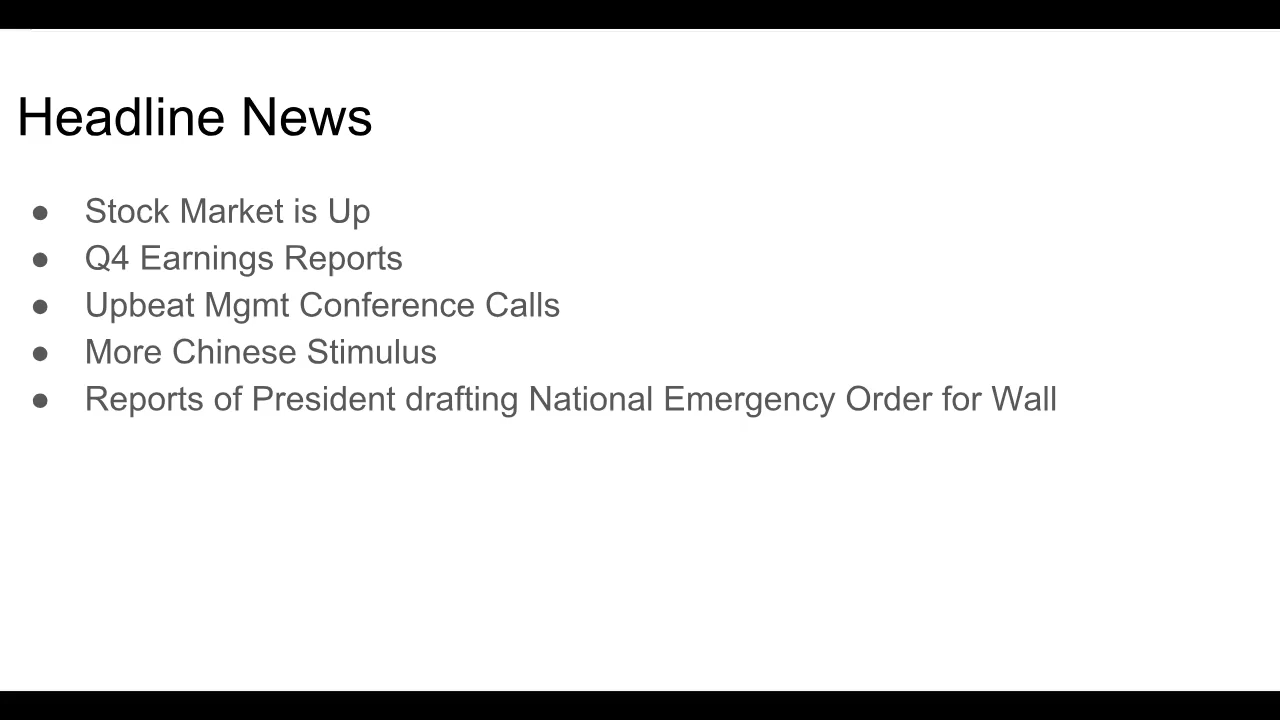 Headline News
● Stock Market is Up
● Q4 Earnings Reports
● Upbeat Mgmt Conference Calls
● More Chinese Stimulus
● Reports of President drafting National Emergency Order for Wall